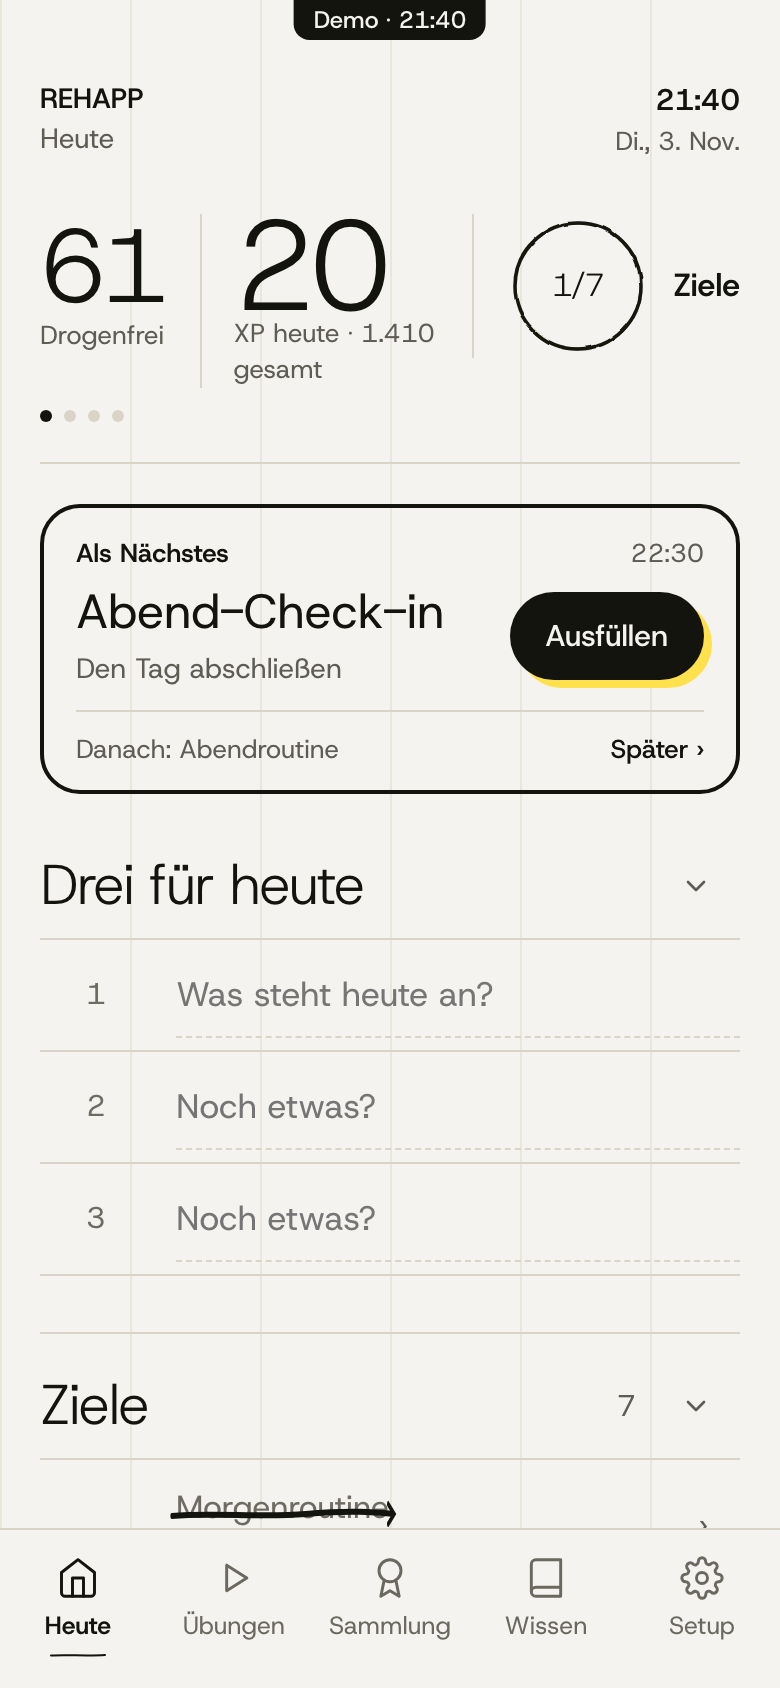 Demo · 21:40
REHAPP
21:40
Heute
Di., 3. Nov.
61
Drogenfrei
20
XP heute · 1.410
gesamt
1/7
Ziele
Als Nächstes
22:30
Abend-Check-in
Den Tag abschließen
Ausfüllen
Danach: Abendroutine
Später ›
Drei für heute
1
Was steht heute an?
2
Noch etwas?
3
Noch etwas?
Ziele
7
Morgenroutine
Heute
Übungen
Sammlung
Wissen
Setup